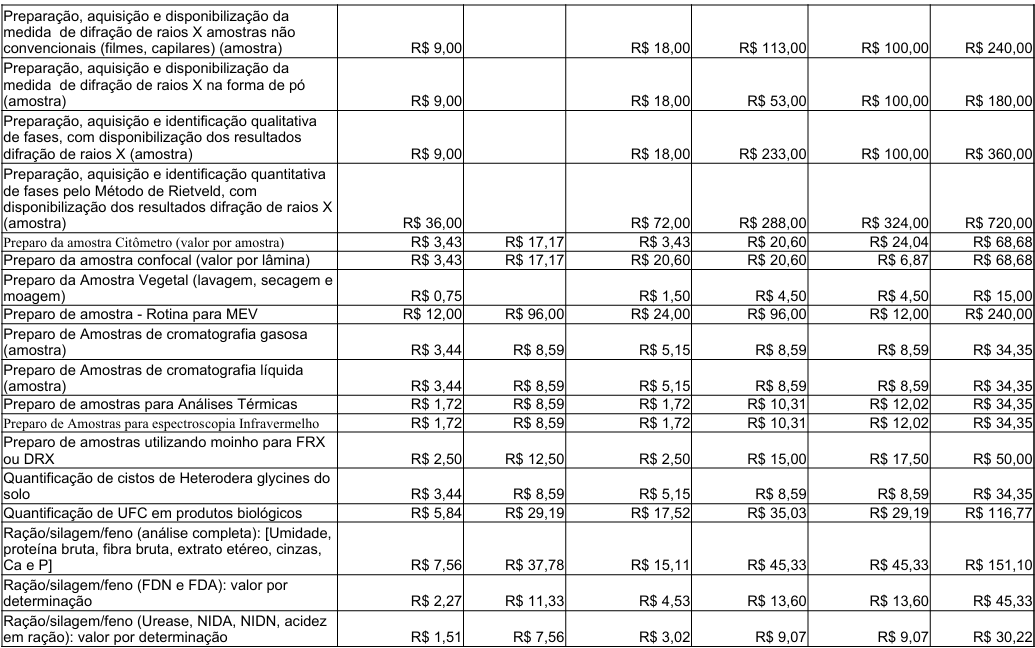 Preparação, aquisição e disponibilização da
medida de difração de raios X amostras não
convencionais (filmes, capilares) (amostra) R$ 9,00 R$ 18,00 R$ 113,00 R$ 100,00 R$ 240,00
Preparação, aquisição e disponibilização da
medida de difração de raios X na forma de pó
(amostra) R$ 9,00 R$ 18,00 R$ 53,00 R$ 100,00 R$ 180,00
Preparação, aquisição e identificação qualitativa
de fases, com disponibilização dos resultados
difração de raios X (amostra) R$ 9,00 R$ 18,00 R$ 233,00 R$ 100,00 R$ 360,00
Preparação, aquisição e identificação quantitativa
de fases pelo Método de Rietveld, com
disponibilização dos resultados difração de raios X
(amostra) R$ 36,00 R$ 72,00 R$ 288,00 R$ 324,00 R$ 720,00
Preparo da amostra Citômetro (valor por amostra) R$ 3,43 R$ 17,17 R$ 3,43 R$ 20,60 R$ 24,04 R$ 68,68
Preparo da amostra confocal (valor por lâmina) R$ 3,43 R$ 17,17 R$ 20,60 R$ 20,60 R$ 6,87 R$ 68,68
Preparo da Amostra Vegetal (lavagem, secagem e
moagem) R$ 0,75 R$ 1,50 R$ 4,50 R$ 4,50 R$ 15,00
Preparo de amostra - Rotina para MEV R$ 12,00 R$ 96,00 R$ 24,00 R$ 96,00 R$ 12,00 R$ 240,00
Preparo de Amostras de cromatografia gasosa
(amostra) R$ 3,44 R$ 8,59 R$ 5,15 R$ 8,59 R$ 8,59 R$ 34,35
Preparo de Amostras de cromatografia líquida
(amostra) R$ 3,44 R$ 8,59 R$ 5,15 R$ 8,59 R$ 8,59 R$ 34,35
Preparo de amostras para Análises Térmicas R$ 1,72 R$ 8,59 R$ 1,72 R$ 10,31 R$ 12,02 R$ 34,35
Preparo de Amostras para espectroscopia Infravermelho R$ 1,72 R$ 8,59 R$ 1,72 R$ 10,31 R$ 12,02 R$ 34,35
Preparo de amostras utilizando moinho para FRX
ou DRX R$ 2,50 R$ 12,50 R$ 2,50 R$ 15,00 R$ 17,50 R$ 50,00
Quantificação de cistos de Heterodera glycines do
solo R$ 3,44 R$ 8,59 R$ 5,15 R$ 8,59 R$ 8,59 R$ 34,35
Quantificação de UFC em produtos biológicos R$ 5,84 R$ 29,19 R$ 17,52 R$ 35,03 R$ 29,19 R$ 116,77
Ração/silagem/feno (análise completa): [Umidade,
proteína bruta, fibra bruta, extrato etéreo, cinzas,
Ca e P] R$ 7,56 R$ 37,78 R$ 15,11 R$ 45,33 R$ 45,33 R$ 151,10
Ração/silagem/feno (FDN e FDA): valor por
determinação R$ 2,27 R$ 11,33 R$ 4,53 R$ 13,60 R$ 13,60 R$ 45,33
Ração/silagem/feno (Urease, NIDA, NIDN, acidez
em ração): valor por determinação R$ 1,51 R$ 7,56 R$ 3,02 R$ 9,07 R$ 9,07 R$ 30,22